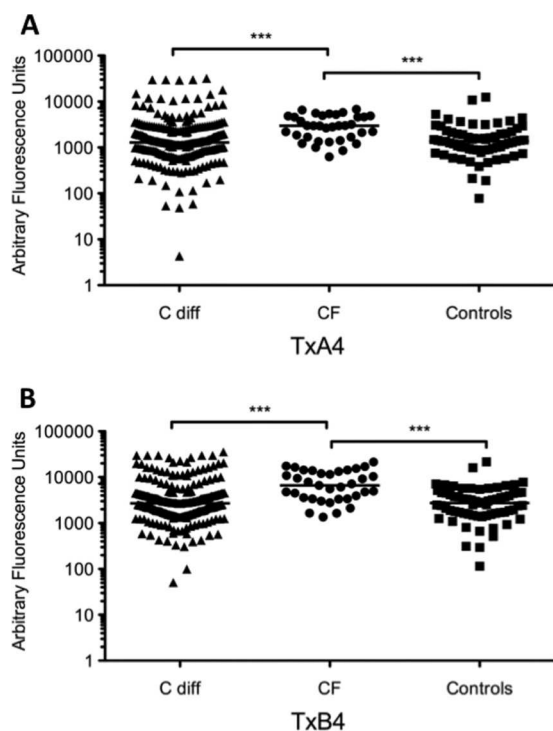 A
***
***
100000
10000
1000
100
10
1
Arbitrary Fluorescence Units
C diff CF Controls
TxA4
B
***
***
100000
10000
1000
100
10
1
Arbitrary Fluorescence Units
C diff CF Controls
TxB4